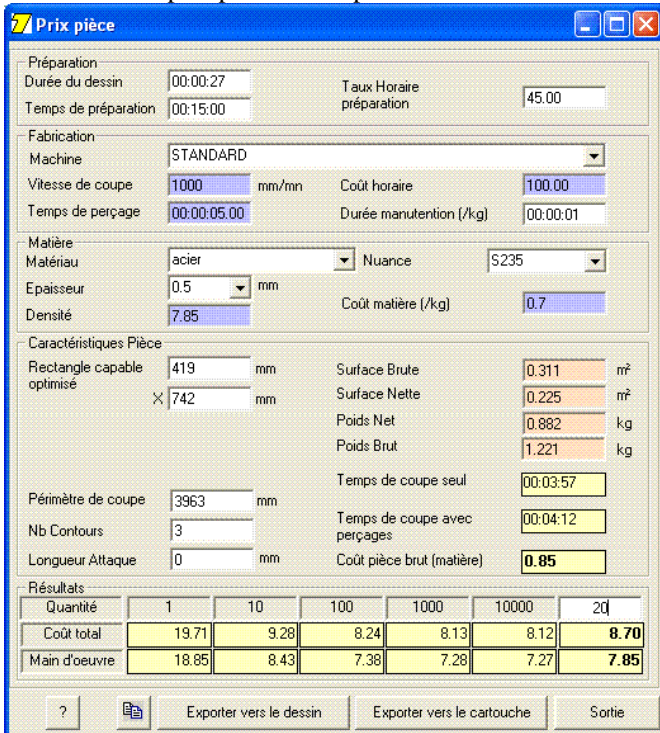 Prix pièce
Préparation
Durée du dessin 00:00:27 Taux Horaire préparation 45.00
Temps de préparation 00:15:00
Fabrication
Machine STANDARD
Vitesse de coupe 1000 mm/mn Coût horaire 100.00
Temps de perçage 00:00:05.00 Durée manutention (/kg) 00:00:01
Matière
Matériau acier Nuance S235
Epaisseur 0.5 mm Coût matière (/kg) 0.7
Densité 7.85
Caractéristiques Pièce
Rectangle capable optimisé 419 mm Surface Brute 0.311 m²
X 742 mm Surface Nette 0.225 m²
Poids Net 0.882 kg
Poids Brut 1.221 kg
Temps de coupe seul 00:03:57
Périmètre de coupe 3963 mm
Nb Contours 3 Temps de coupe avec perçages 00:04:12
Longueur Attaque 0 mm Coût pièce brut (matière) 0.85
Résultats
Quantité 1 10 100 1000 10000 20
Coût total 19.71 9.28 8.24 8.13 8.12 8.70
Main d'oeuvre 18.85 8.43 7.38 7.28 7.27 7.85
? Exporter vers le dessin Exporter vers le cartouche Sortie